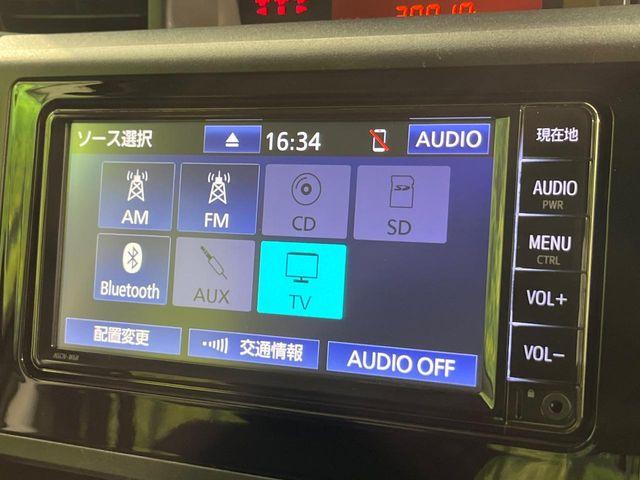 ソース選択
16:34
AUDIO
AM
FM
CD
SD
Bluetooth
AUX
TV
配置変更
交通情報
AUDIO OFF
現在地
AUDIO
PWR
MENU
CTRL
VOL+
VOL-